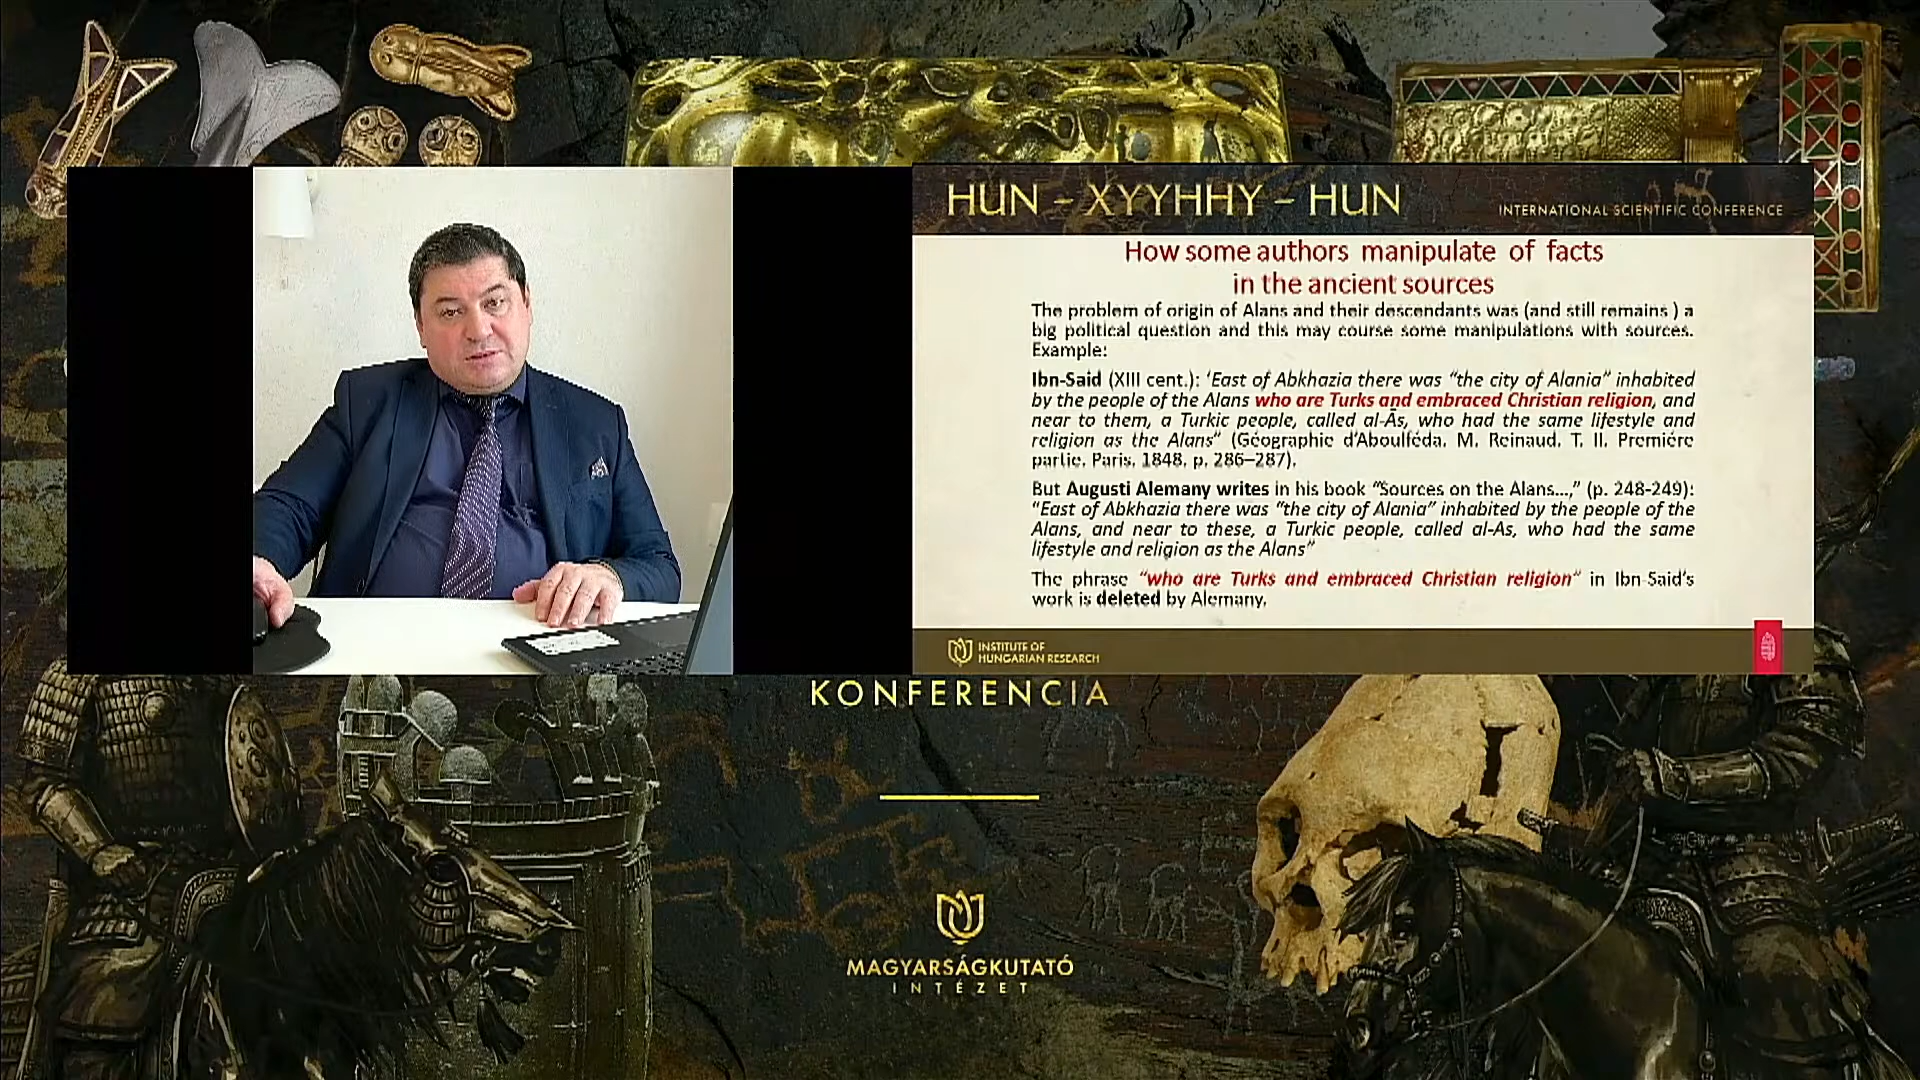 HUN - ХҮҮННҮ - HUN
INTERNATIONAL SCIENTIFIC CONFERENCE
How some authors manipulate of facts
in the ancient sources
The problem of origin of Alans and their descendants was (and still remains ) a
big political question and this may course some manipulations with sources.
Example:
Ibn-Said (XIII cent.): ‘East of Abkhazia there was “the city of Alania” inhabited
by the people of the Alans who are Turks and embraced Christian religion, and
near to them, a Turkic people, called al-Ās, who had the same lifestyle and
religion as the Alans” (Géographie d’Aboulféda. M. Reinaud. T. II. Premiére
partie. Paris. 1848. p. 286–287).
But Augusti Alemany writes in his book “Sources on the Alans...,” (p. 248-249):
“East of Abkhazia there was “the city of Alania” inhabited by the people of the
Alans, and near to these, a Turkic people, called al-As, who had the same
lifestyle and religion as the Alans”
The phrase “who are Turks and embraced Christian religion” in Ibn-Said’s
work is deleted by Alemany.
INSTITUTE OF
HUNGARIAN RESEARCH
KONFERENCIA
MAGYARSÁGKUTATÓ
INTÉZET